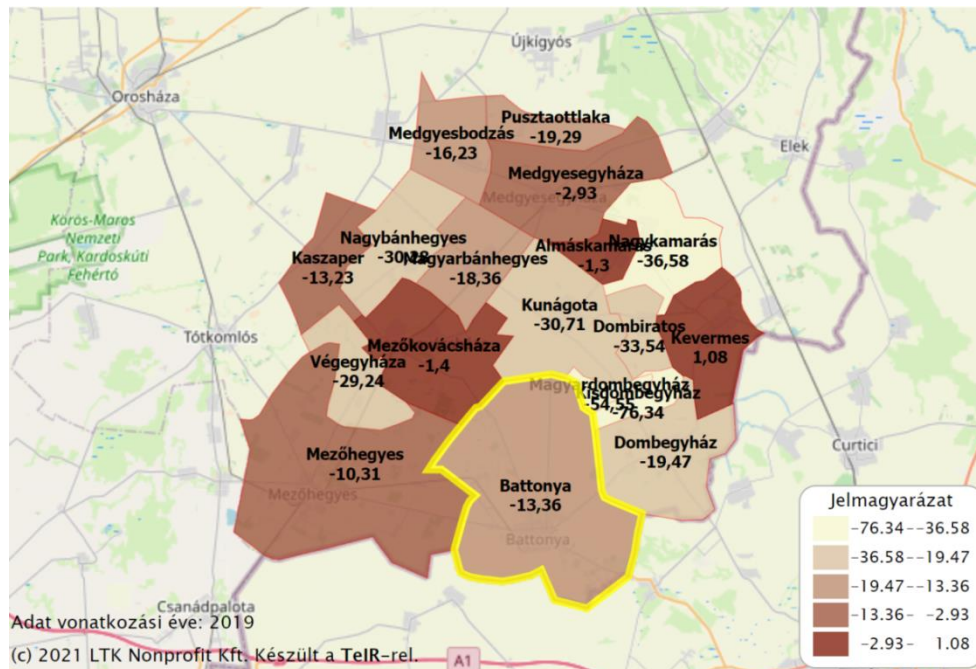 Újkígyós
Orosháza
Pusztaottlaka
-19,29
Medgyesbodzás
-16,23
Elek
Medgyesegyháza
-2,93
Körös-Maros
Nemzeti
Park, Kardoskúti
Fehértó
Nagybánhegyes
Kaszaper
-13,23
Magyarbánhegyes
-18,36
Almáskamarás
-1,3
Nagykamarás
-36,58
Kunágota
-30,71
Dombiratos
-33,54
Kevermes
1,08
Tótkomlós
Mezőkovácsháza
-1,4
Végegyháza
-29,24
Magyardombegyház
-54,55
Kisdombegyház
-76,34
Dombegyház
-19,47
Curtici
Mezőhegyes
-10,31
Mezőhegyes
Battonya
-13,36
Battonya
Jelmagyarázat
-76.34--36.58
-36.58--19.47
-19.47--13.36
-13.36- -2.93
-2.93- 1.08
Csanádpalota
Adat vonatkozási éve: 2019
(c) 2021 LTK Nonprofit Kft. Készült a TeIR-rel.
A1